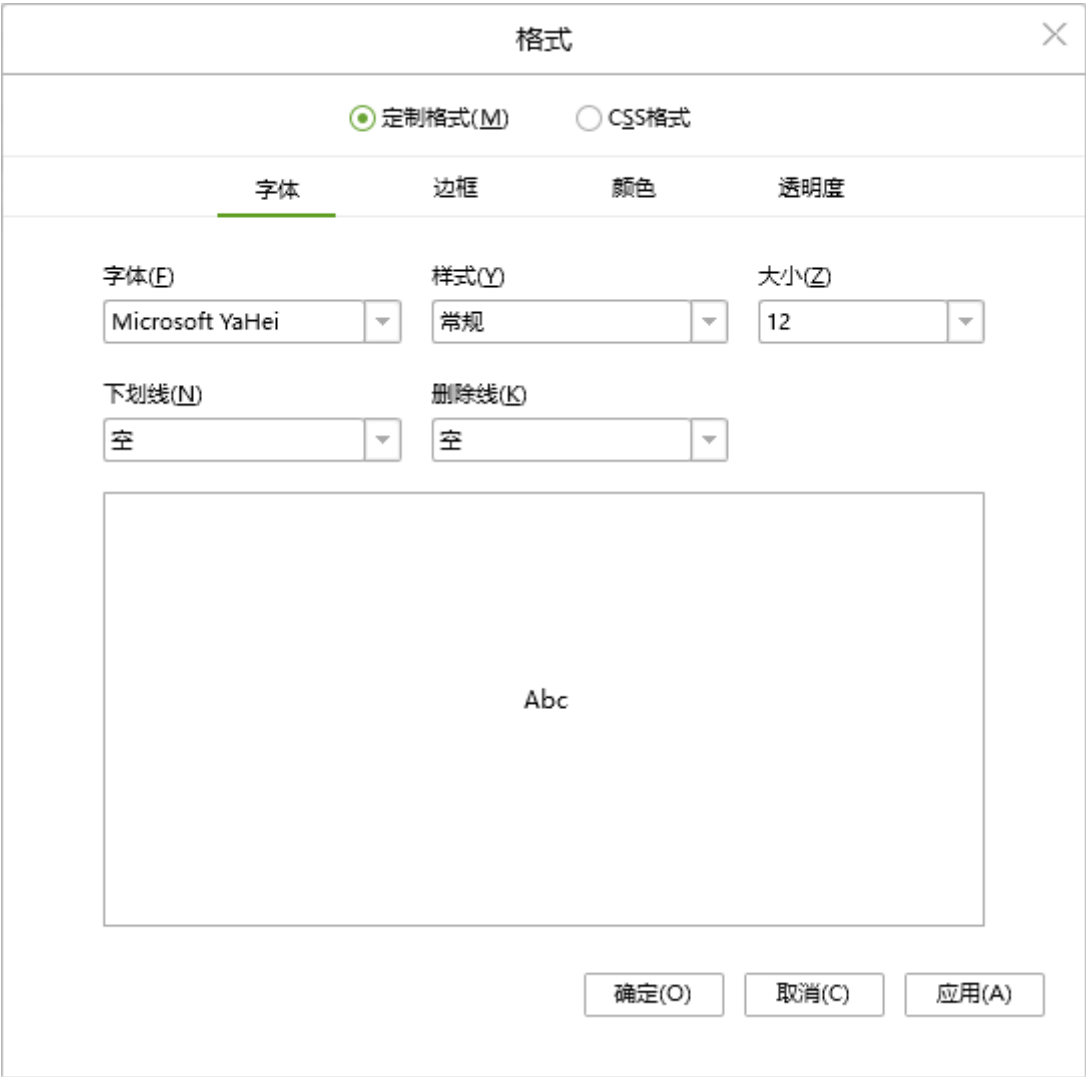 格式
定制格式(M) CSS格式
字体 边框 颜色 透明度
字体(F) 样式(Y) 大小(Z)
Microsoft YaHei 常规 12
下划线(N) 删除线(K)
空 空
Abc
确定(O) 取消(C) 应用(A)